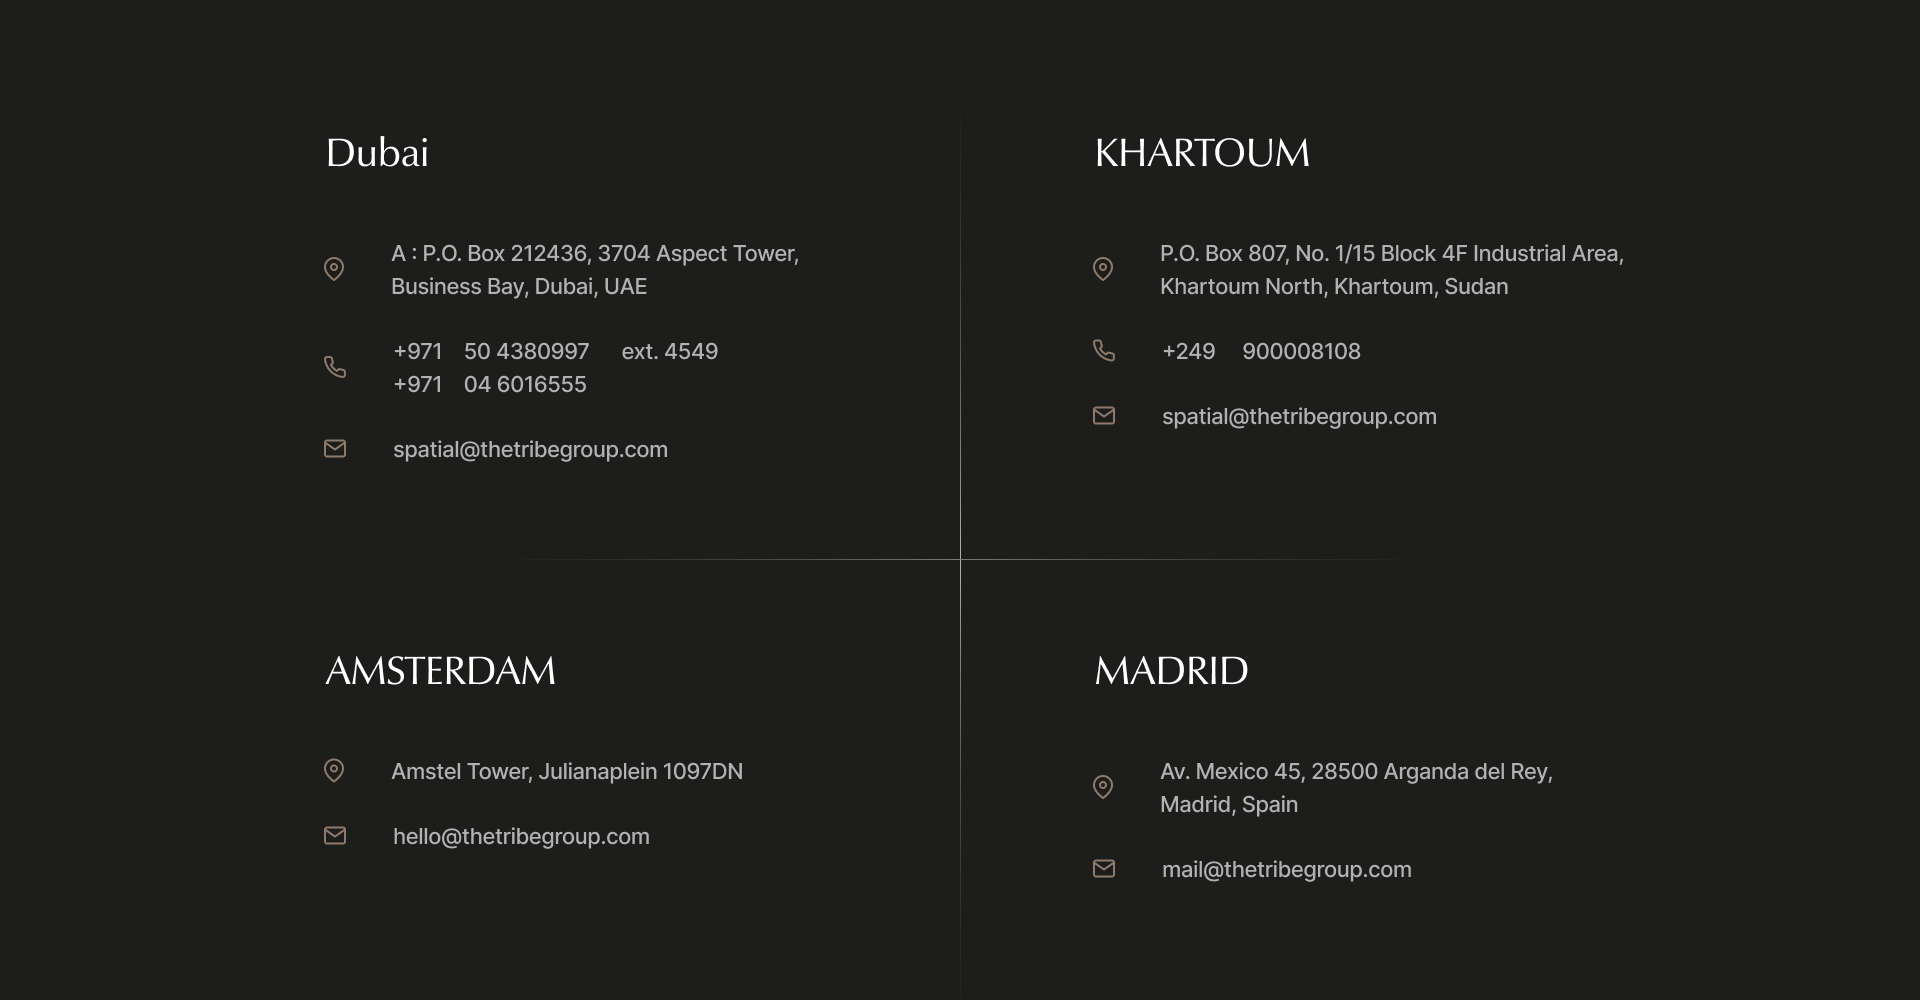 Dubai
A : P.O. Box 212436, 3704 Aspect Tower,
Business Bay, Dubai, UAE
+971 50 4380997 ext. 4549
+971 04 6016555
spatial@thetribegroup.com
KHARTOUM
P.O. Box 807, No. 1/15 Block 4F Industrial Area,
Khartoum North, Khartoum, Sudan
+249 900008108
spatial@thetribegroup.com
AMSTERDAM
Amstel Tower, Julianaplein 1097DN
hello@thetribegroup.com
MADRID
Av. Mexico 45, 28500 Arganda del Rey,
Madrid, Spain
mail@thetribegroup.com